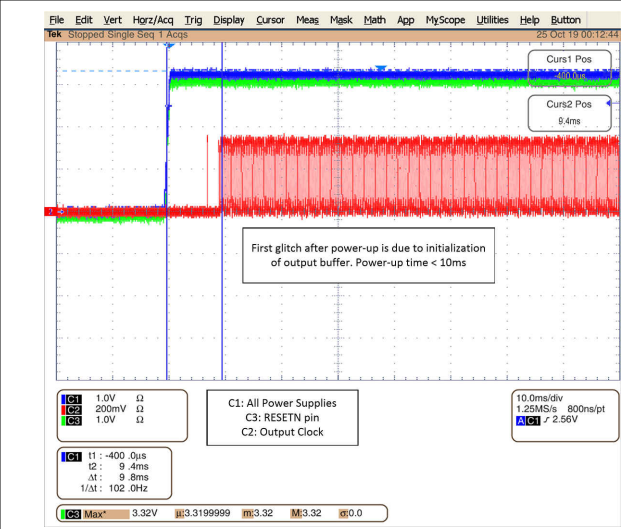 File Edit Vert Horz/Acq Trig Display Cursor Meas Mask Math App MyScope Utilities Help Button
Tek Stopped Single Seq 1 Acqs 25 Oct 19 00:12:44
Curs1 Pos
-400.0us
Curs2 Pos
9.4ms
First glitch after power-up is due to initialization
of output buffer. Power-up time < 10ms
C1 1.0V Ω
C2 200mV Ω
C3 1.0V Ω
C1: All Power Supplies
C3: RESETN pin
C2: Output Clock
10.0ms/div
1.25MS/s 800ns/pt
A C1 ∫ 2.56V
C1 t1 : -400 .0µs
t2 : 9 .4ms
Δt : 9 .8ms
1/Δt : 102 .0Hz
C3 Max* 3.32V µ:3.3199999 m:3.32 M:3.32 σ:0.0